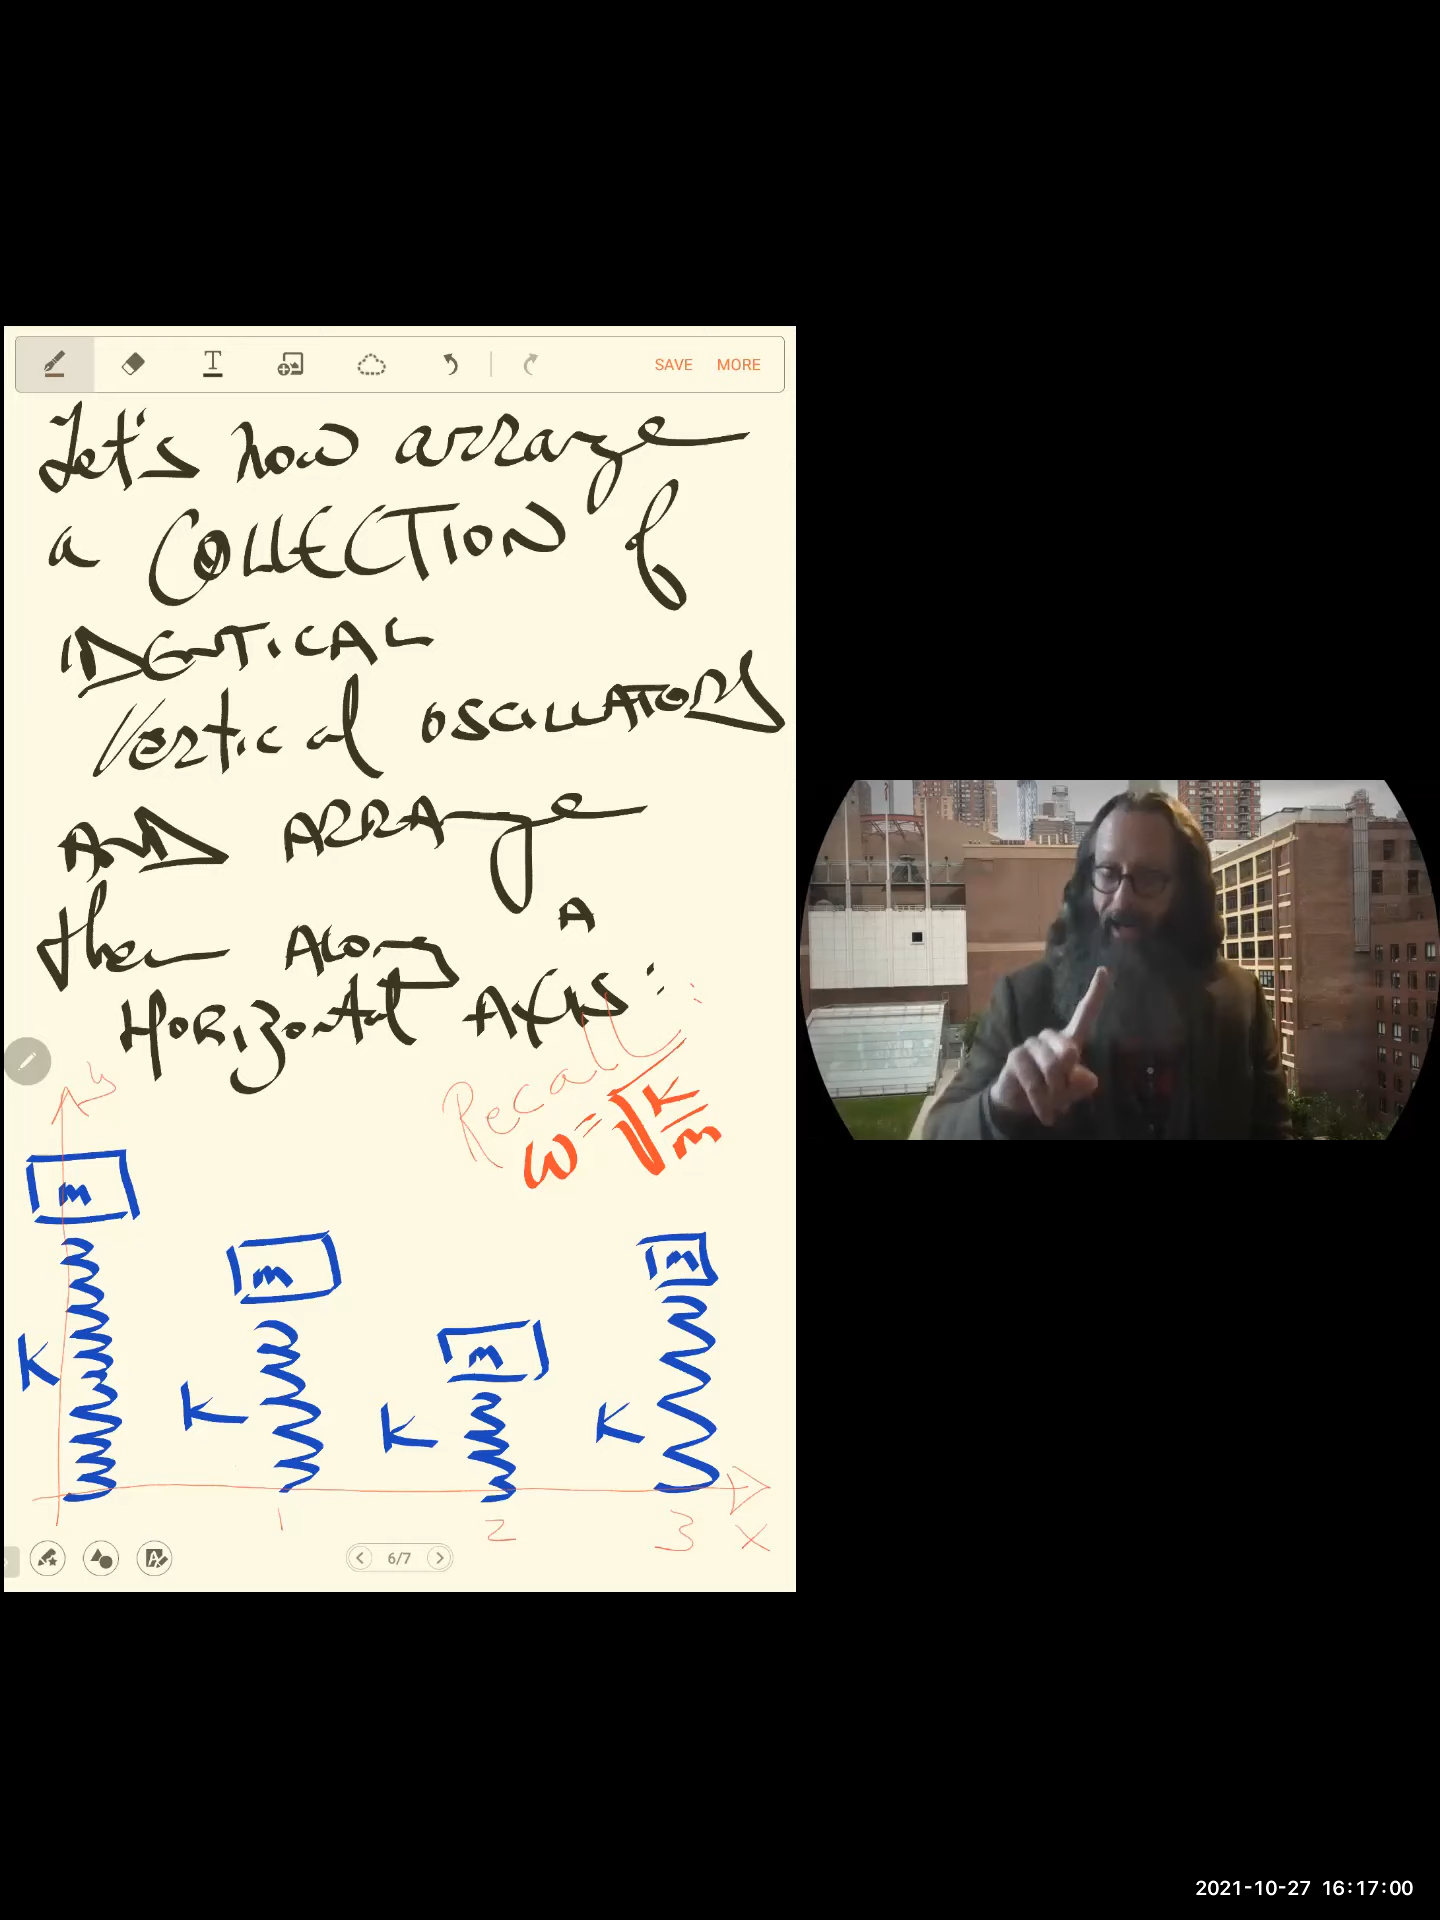 SAVE MORE
Let's now arrange
a COLLECTION of
IDENTICAL
Vertical OSCILLATORY
AND ARRANge
them Along A
HORIZontal AXIS:
Recall:
ω=√K/m
y
m
m
m
m
K
K
K
K
1 2 3 X
6/7
2021-10-27 16:17:00